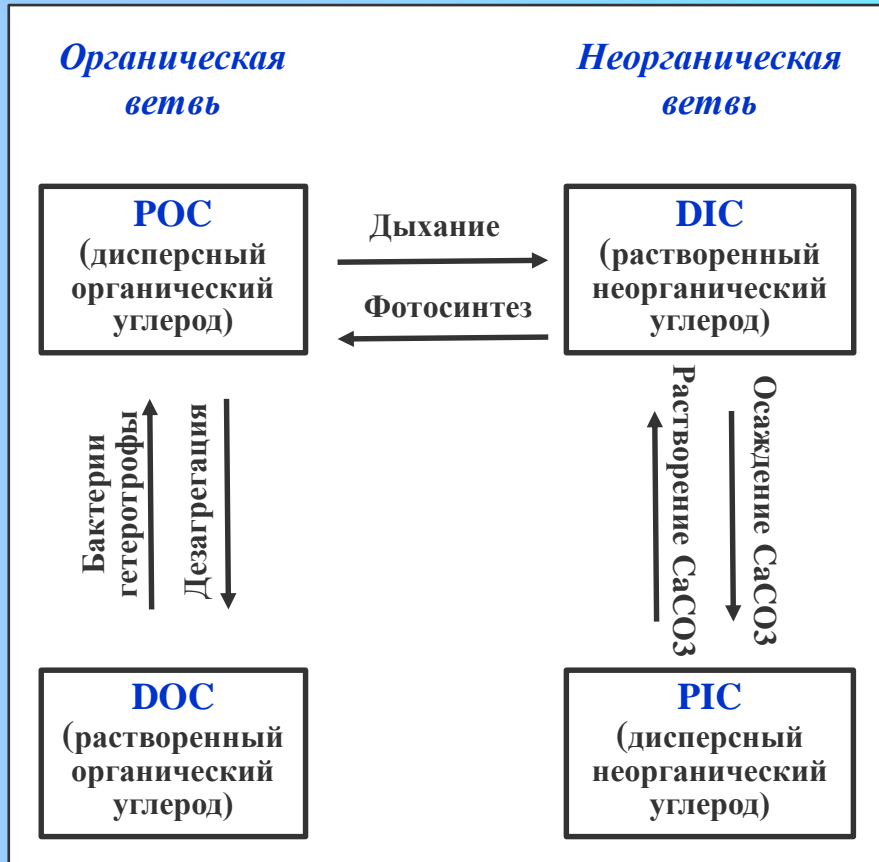 Органическая
ветвь
Неорганическая
ветвь
POC
(дисперсный
органический
углерод)
Дыхание
Фотосинтез
DIC
(растворенный
неорганический
углерод)
Бактерии
гетеротрофы
Дезагрегация
Растворение CaCO3
Осаждение CaCO3
DOC
(растворенный
органический
углерод)
PIC
(дисперсный
неорганический
углерод)